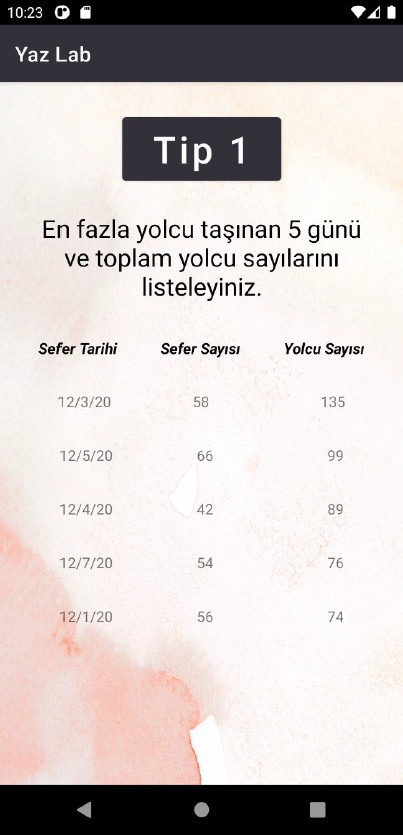 10:23
Yaz Lab
Tip 1
En fazla yolcu taşınan 5 günü
ve toplam yolcu sayılarını
listeleyiniz.
Sefer Tarihi Sefer Sayısı Yolcu Sayısı
12/3/20 58 135
12/5/20 66 99
12/4/20 42 89
12/7/20 54 76
12/1/20 56 74